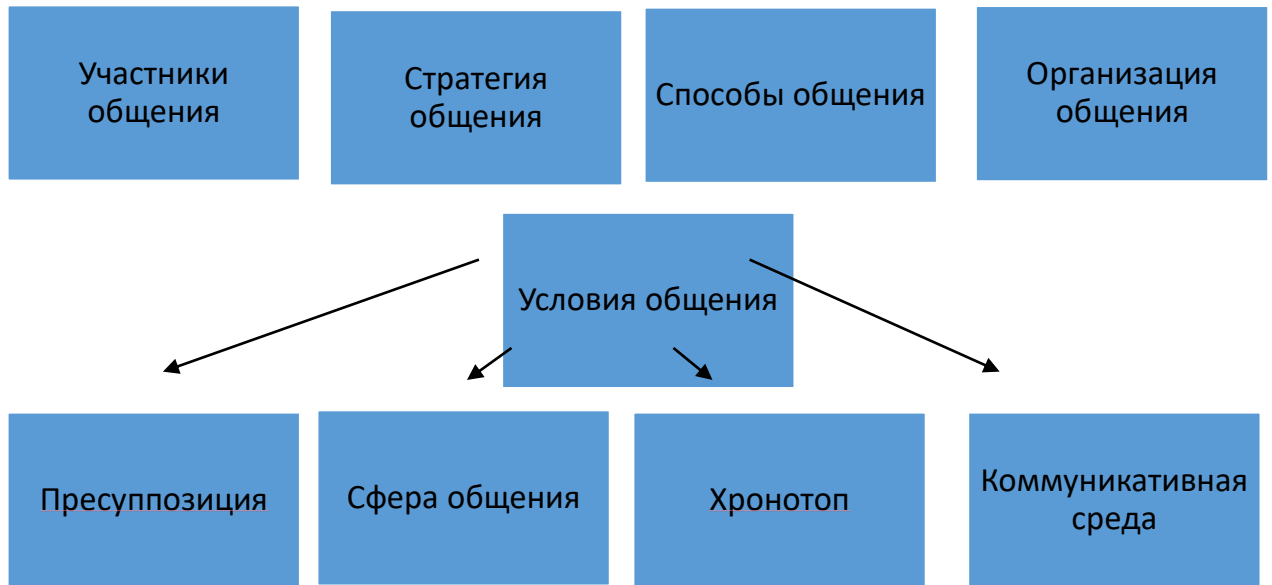 Участники
общения
Стратегия
общения
Способы общения
Организация
общения
Условия общения
Пресуппозиция
Сфера общения
Хронотоп
Коммуникативная
среда